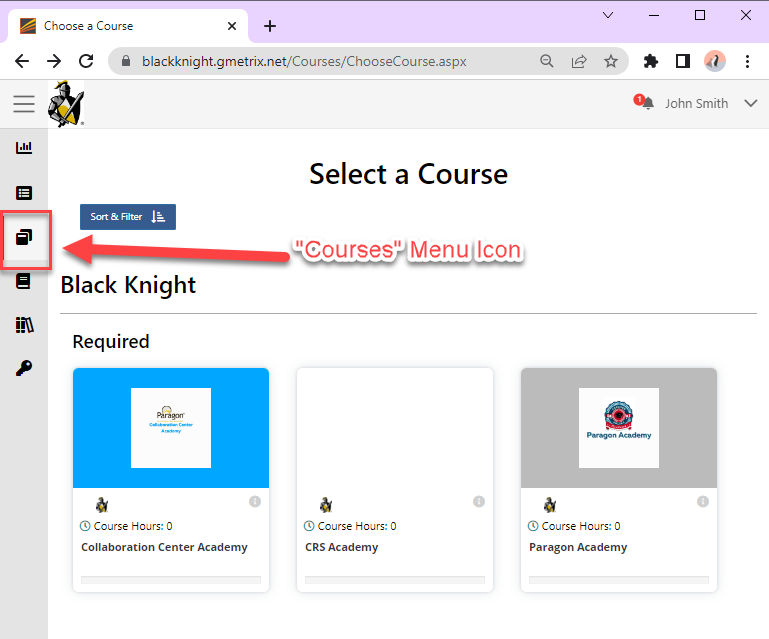 Choose a Course
blackknight.gmetrix.net/Courses/ChooseCourse.aspx
1
John Smith
Select a Course
Sort & Filter
"Courses" Menu Icon
Black Knight
Required
Paragon
Collaboration Center
Academy
Paragon Academy
Course Hours: 0
Collaboration Center Academy
Course Hours: 0
CRS Academy
Course Hours: 0
Paragon Academy